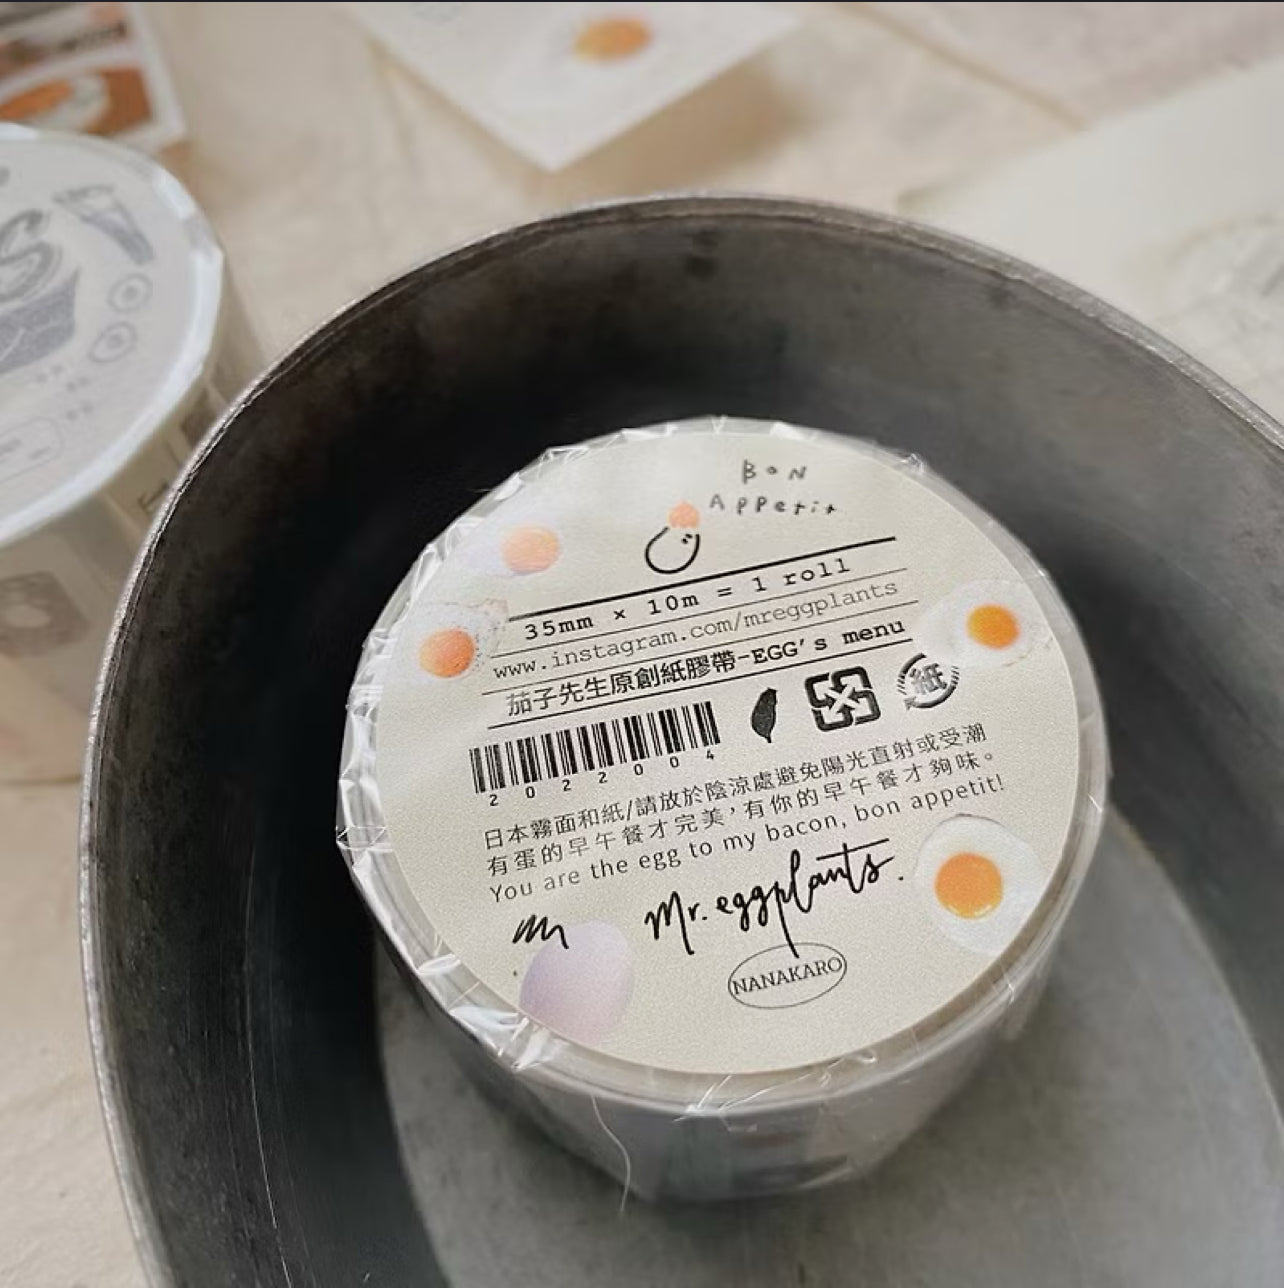 Bon
Appetit
35mm × 10m = 1 roll
www.instagram.com/mreggplants
茄子先生原創紙膠帶-EGG's menu
紙
2022004
日本霧面和紙/請放於陰涼處避免陽光直射或受潮
有蛋的早午餐才完美,有你的早午餐才夠味。
You are the egg to my bacon, bon appetit!
Mr. eggplants.
NANAKARO